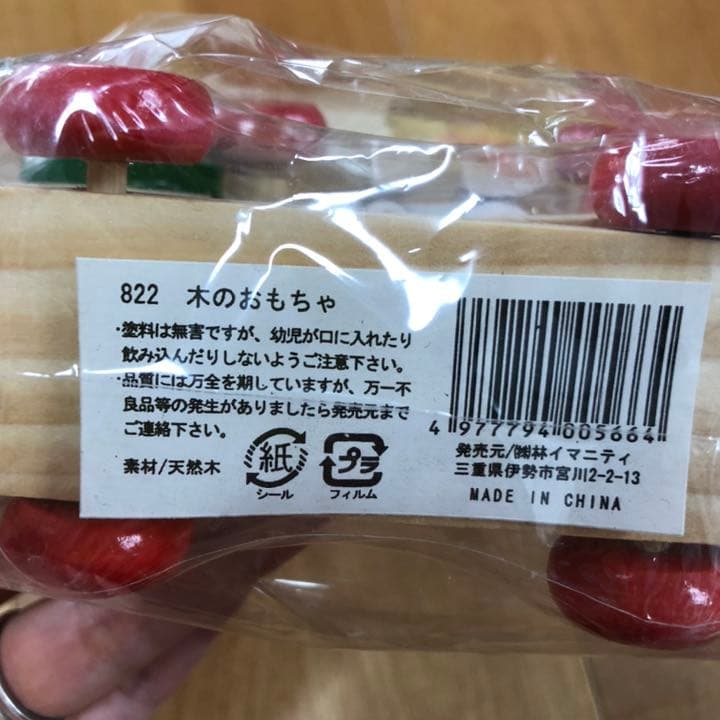 822 木のおもちゃ
・塗料は無害ですが、幼児が口に入れたり
飲み込んだりしないようご注意下さい。
・品質には万全を期していますが、万一不
良品等の発生がありましたら発売元まで
ご連絡下さい。
素材/天然木
紙
シール
プラ
フィルム
4 977794 005664
発売元/㈱林イマニティ
三重県伊勢市宮川2-2-13
MADE IN CHINA